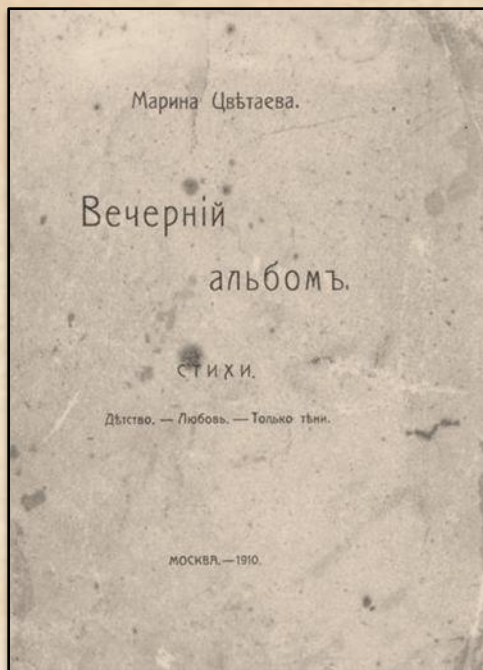 Марина Цвѣтаева.
Вечерній
альбомъ.
СТИХИ.
Дѣтство. — Любовь. — Только тѣни.
МОСКВА.—1910.